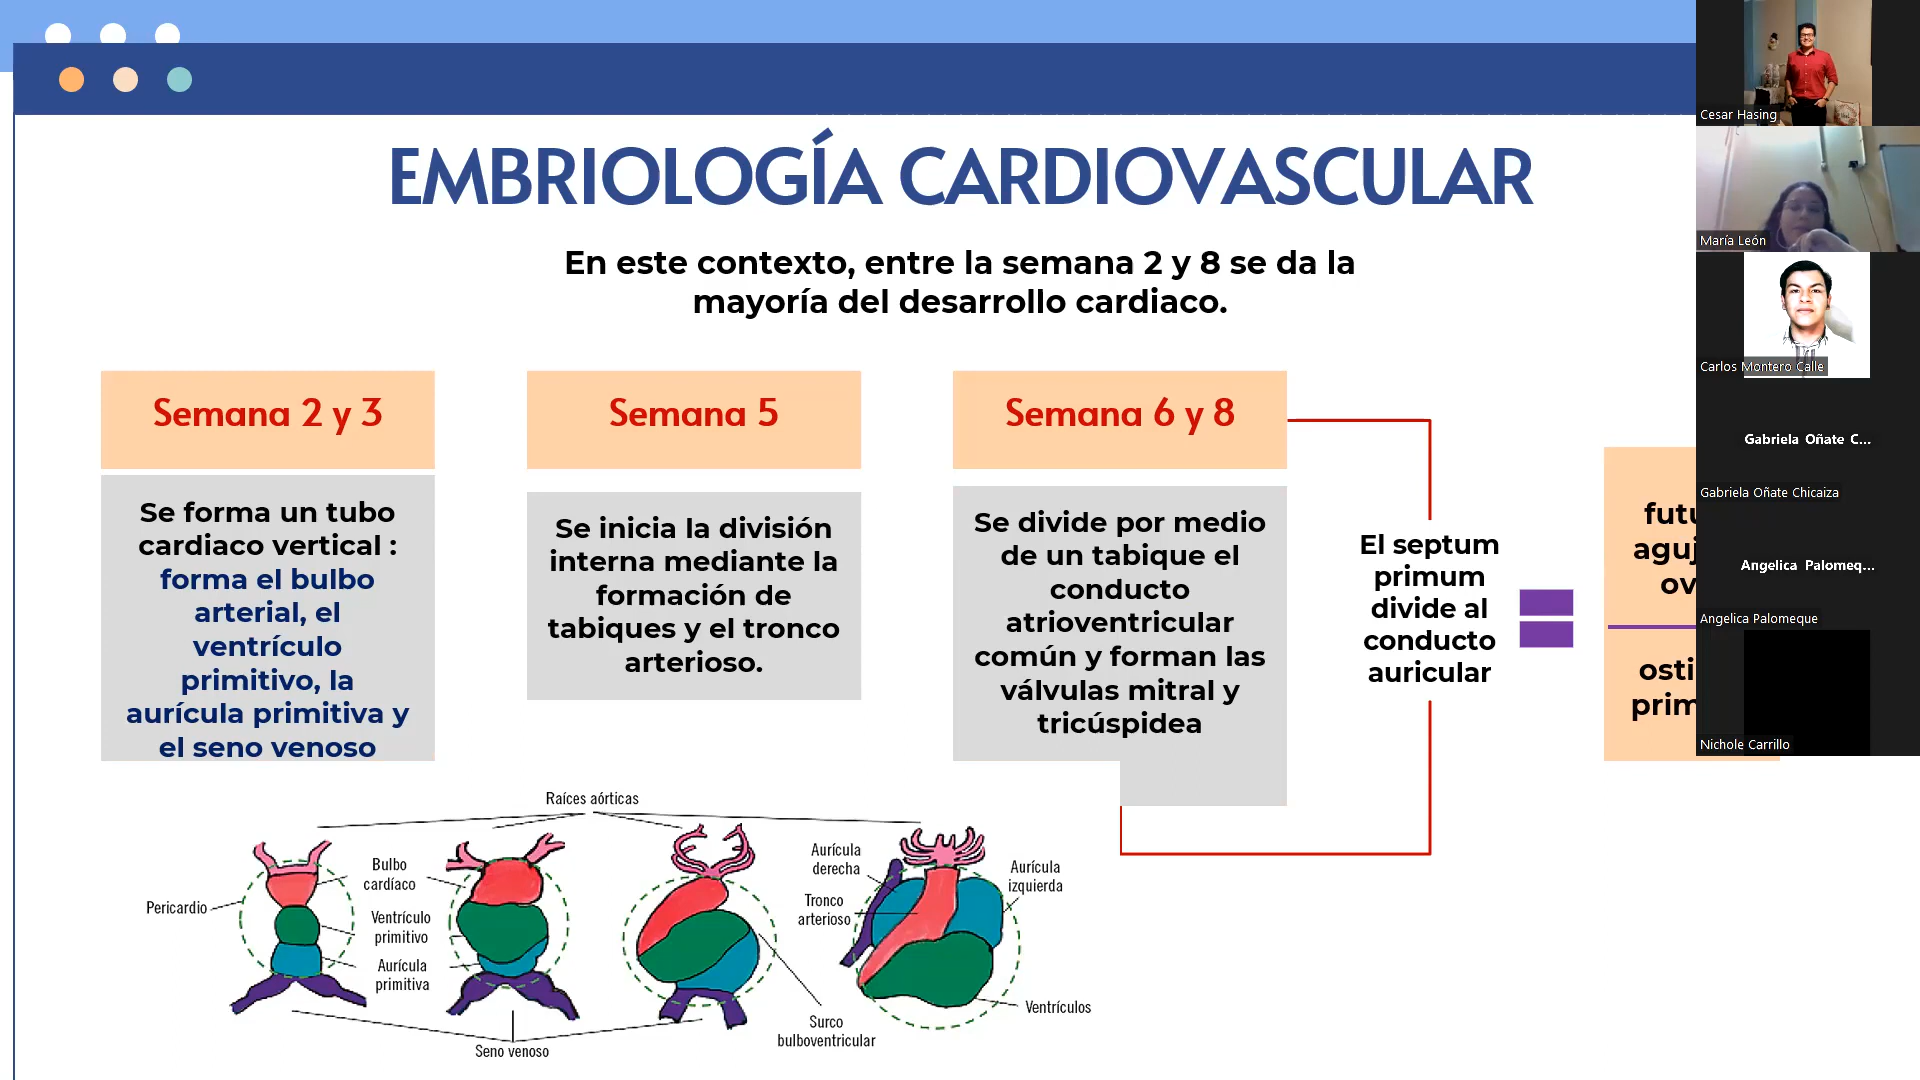 EMBRIOLOGÍA CARDIOVASCULAR
En este contexto, entre la semana 2 y 8 se da la
mayoría del desarrollo cardiaco.
Semana 2 y 3
Se forma un tubo
cardiaco vertical :
forma el bulbo
arterial, el
ventrículo
primitivo, la
aurícula primitiva y
el seno venoso
Semana 5
Se inicia la división
interna mediante la
formación de
tabiques y el tronco
arterioso.
Semana 6 y 8
Se divide por medio
de un tabique el
conducto
atrioventricular
común y forman las
válvulas mitral y
tricúspidea
El septum
primum
divide al
conducto
auricular
Raíces aórticas
Pericardio
Bulbo
cardíaco
Ventrículo
primitivo
Aurícula
primitiva
Seno venoso
Aurícula
derecha
Tronco
arterioso
Aurícula
izquierda
Surco
bulboventricular
Ventrículos
Cesar Hasing
María León
Carlos Montero Calle
Gabriela Oñate C...
Gabriela Oñate Chicaiza
Angelica Palomeq...
Angelica Palomeque
Nichole Carrillo